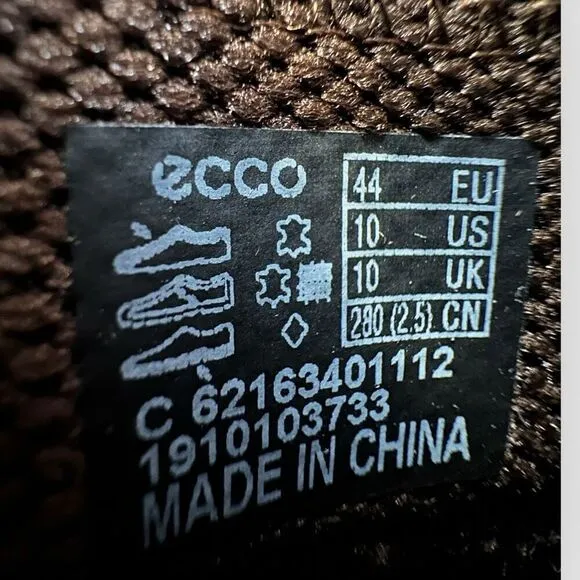 ecco
44 EU
10 US
10 UK
280 (2.5) CN
C 62163401112
1910103733
MADE IN CHINA